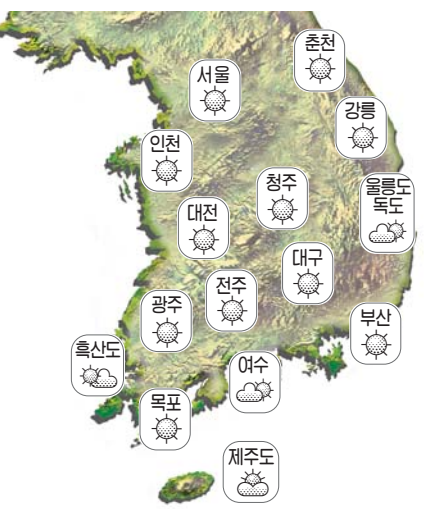 춘천
서울
강릉
인천
청주
울릉도
독도
대전
대구
전주
광주
부산
흑산도
여수
목포
제주도